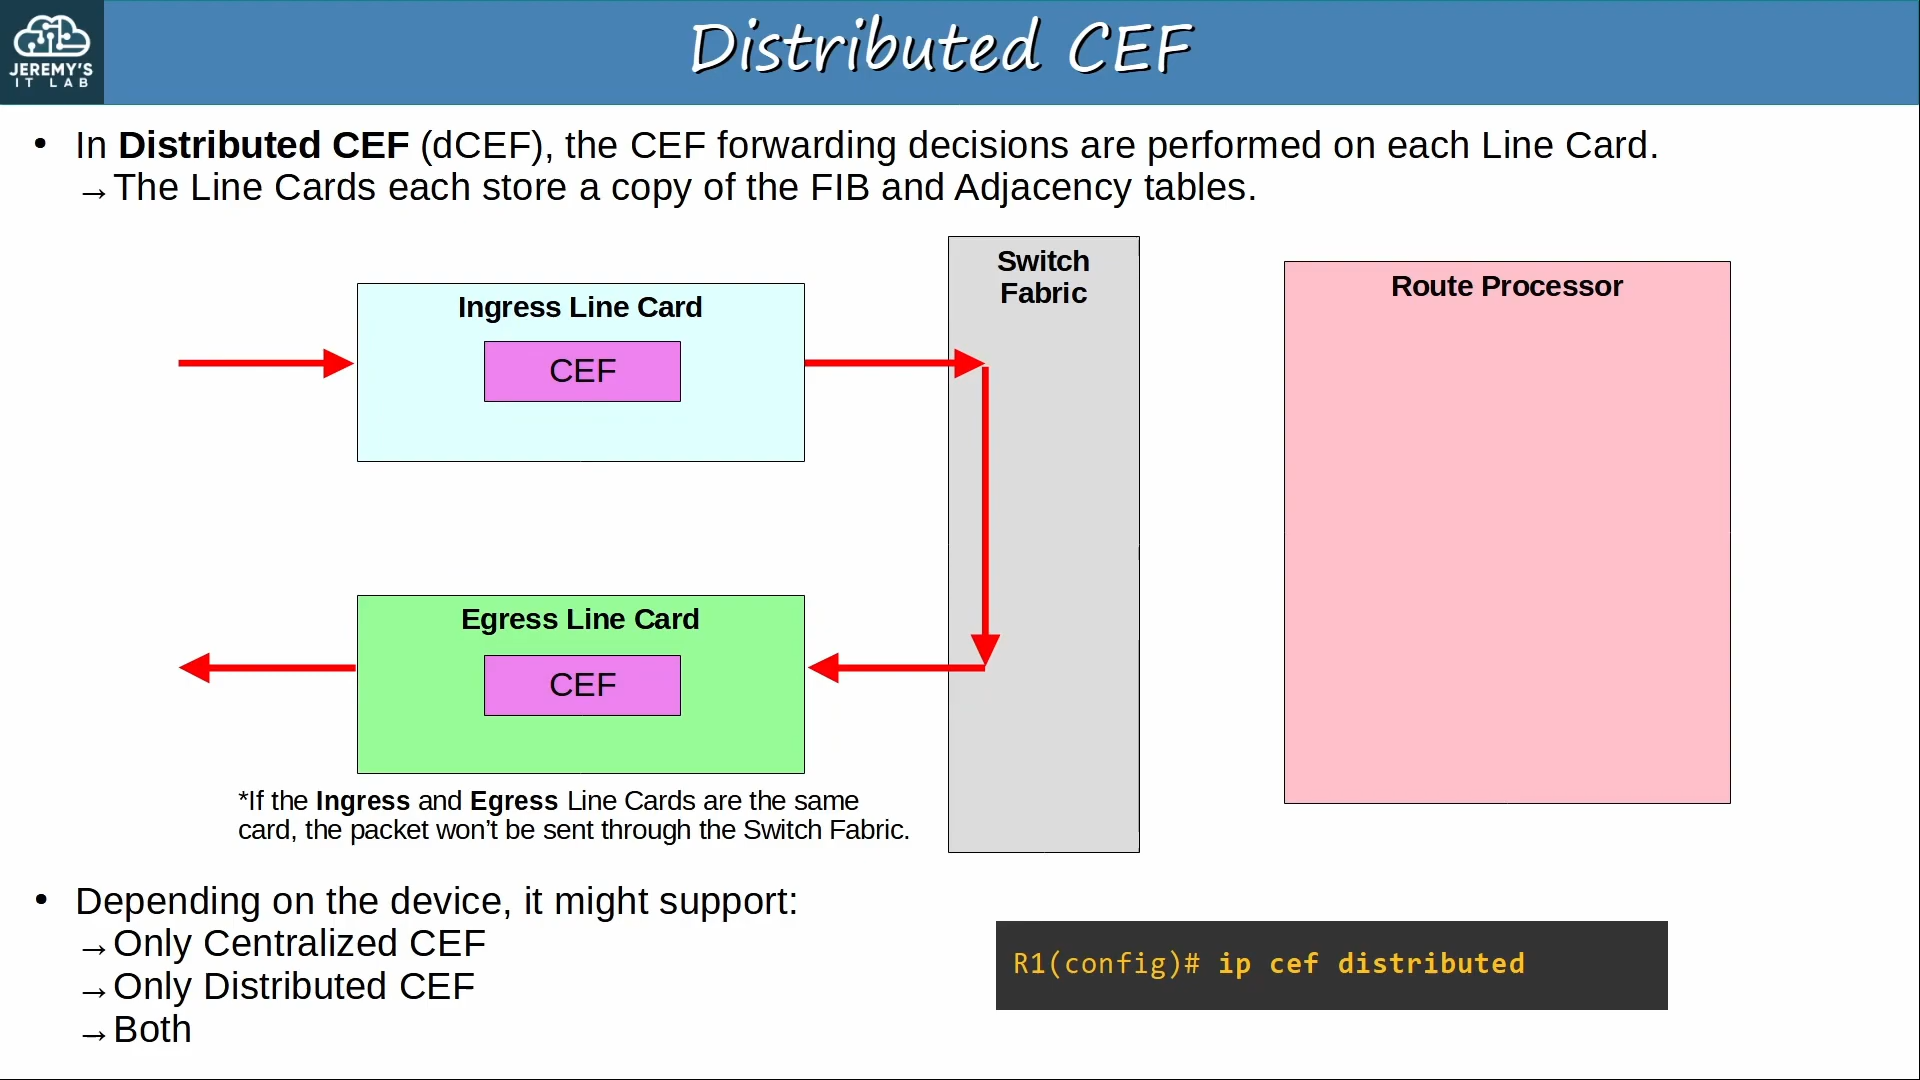 JEREMY'S
IT LAB
Distributed CEF
• In Distributed CEF (dCEF), the CEF forwarding decisions are performed on each Line Card.
→The Line Cards each store a copy of the FIB and Adjacency tables.
Switch
Fabric
Route Processor
Ingress Line Card
CEF
Egress Line Card
CEF
*If the Ingress and Egress Line Cards are the same
card, the packet won't be sent through the Switch Fabric.
• Depending on the device, it might support:
→Only Centralized CEF
→Only Distributed CEF
→Both
R1(config)# ip cef distributed